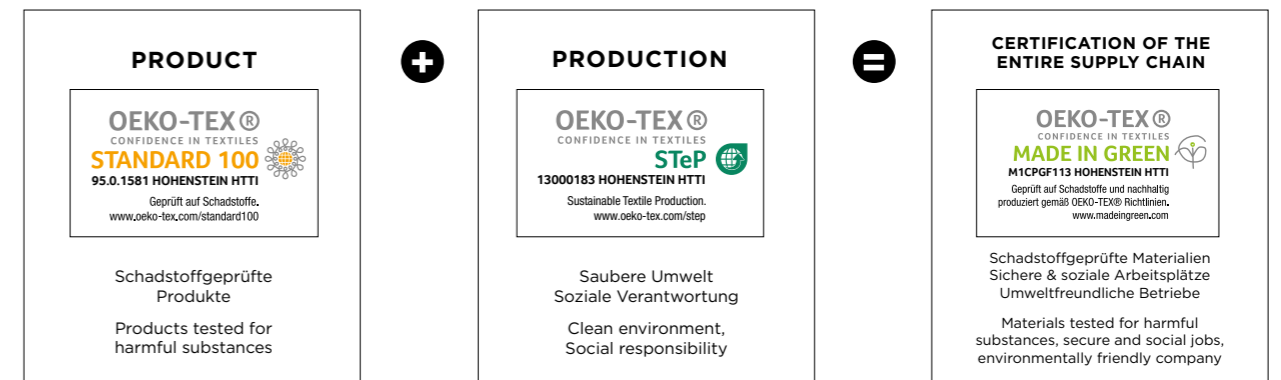 PRODUCT
OEKO-TEX®
CONFIDENCE IN TEXTILES
STANDARD 100
95.0.1581 HOHENSTEIN HTTI
Geprüft auf Schadstoffe.
www.oeko-tex.com/standard100
Schadstoffgeprüfte
Produkte
Products tested for
harmful substances
+
PRODUCTION
OEKO-TEX®
CONFIDENCE IN TEXTILES
STeP
13000183 HOHENSTEIN HTTI
Sustainable Textile Production.
www.oeko-tex.com/step
Saubere Umwelt
Soziale Verantwortung
Clean environment,
Social responsibility
=
CERTIFICATION OF THE
ENTIRE SUPPLY CHAIN
OEKO-TEX®
CONFIDENCE IN TEXTILES
MADE IN GREEN
M1CPGF113 HOHENSTEIN HTTI
Geprüft auf Schadstoffe und nachhaltig
produziert gemäß OEKO-TEX® Richtlinien.
www.madeingreen.com
Schadstoffgeprüfte Materialien
Sichere & soziale Arbeitsplätze
Umweltfreundliche Betriebe
Materials tested for harmful
substances, secure and social jobs,
environmentally friendly company